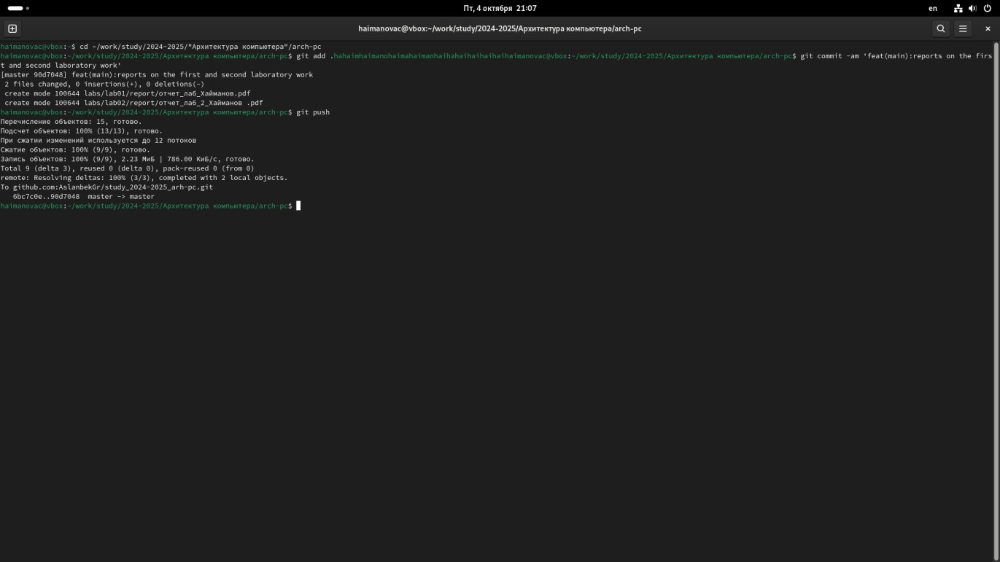 Пт, 4 октября 21:07
en
haimanovac@vbox:~/work/study/2024-2025/Архитектура компьютера/arch-pc
haimanovac@vbox:~$ cd ~/work/study/2024-2025/"Архитектура компьютера"/arch-pc
haimanovac@vbox:~/work/study/2024-2025/Архитектура компьютера/arch-pc$ git add .hahaimhaimanohaimahaimanhaihahaihaihaihaihaimanovac@vbox:~/work/study/2024-2025/Архитектура компьютера/arch-pc$ git commit -am 'feat(main):reports on the firs
t and second laboratory work'
[master 90d7048] feat(main):reports on the first and second laboratory work
 2 files changed, 0 insertions(+), 0 deletions(-)
 create mode 100644 labs/lab01/report/отчет_лаб_Хайманов.pdf
 create mode 100644 labs/lab02/report/отчет_лаб_2_Хайманов .pdf
haimanovac@vbox:~/work/study/2024-2025/Архитектура компьютера/arch-pc$ git push
Перечисление объектов: 15, готово.
Подсчет объектов: 100% (13/13), готово.
При сжатии изменений используется до 12 потоков
Сжатие объектов: 100% (9/9), готово.
Запись объектов: 100% (9/9), 2.23 МиБ | 786.00 КиБ/с, готово.
Total 9 (delta 3), reused 0 (delta 0), pack-reused 0 (from 0)
remote: Resolving deltas: 100% (3/3), completed with 2 local objects.
To github.com:AslanbekGr/study_2024-2025_arh-pc.git
   6bc7c0e..90d7048  master -> master
haimanovac@vbox:~/work/study/2024-2025/Архитектура компьютера/arch-pc$